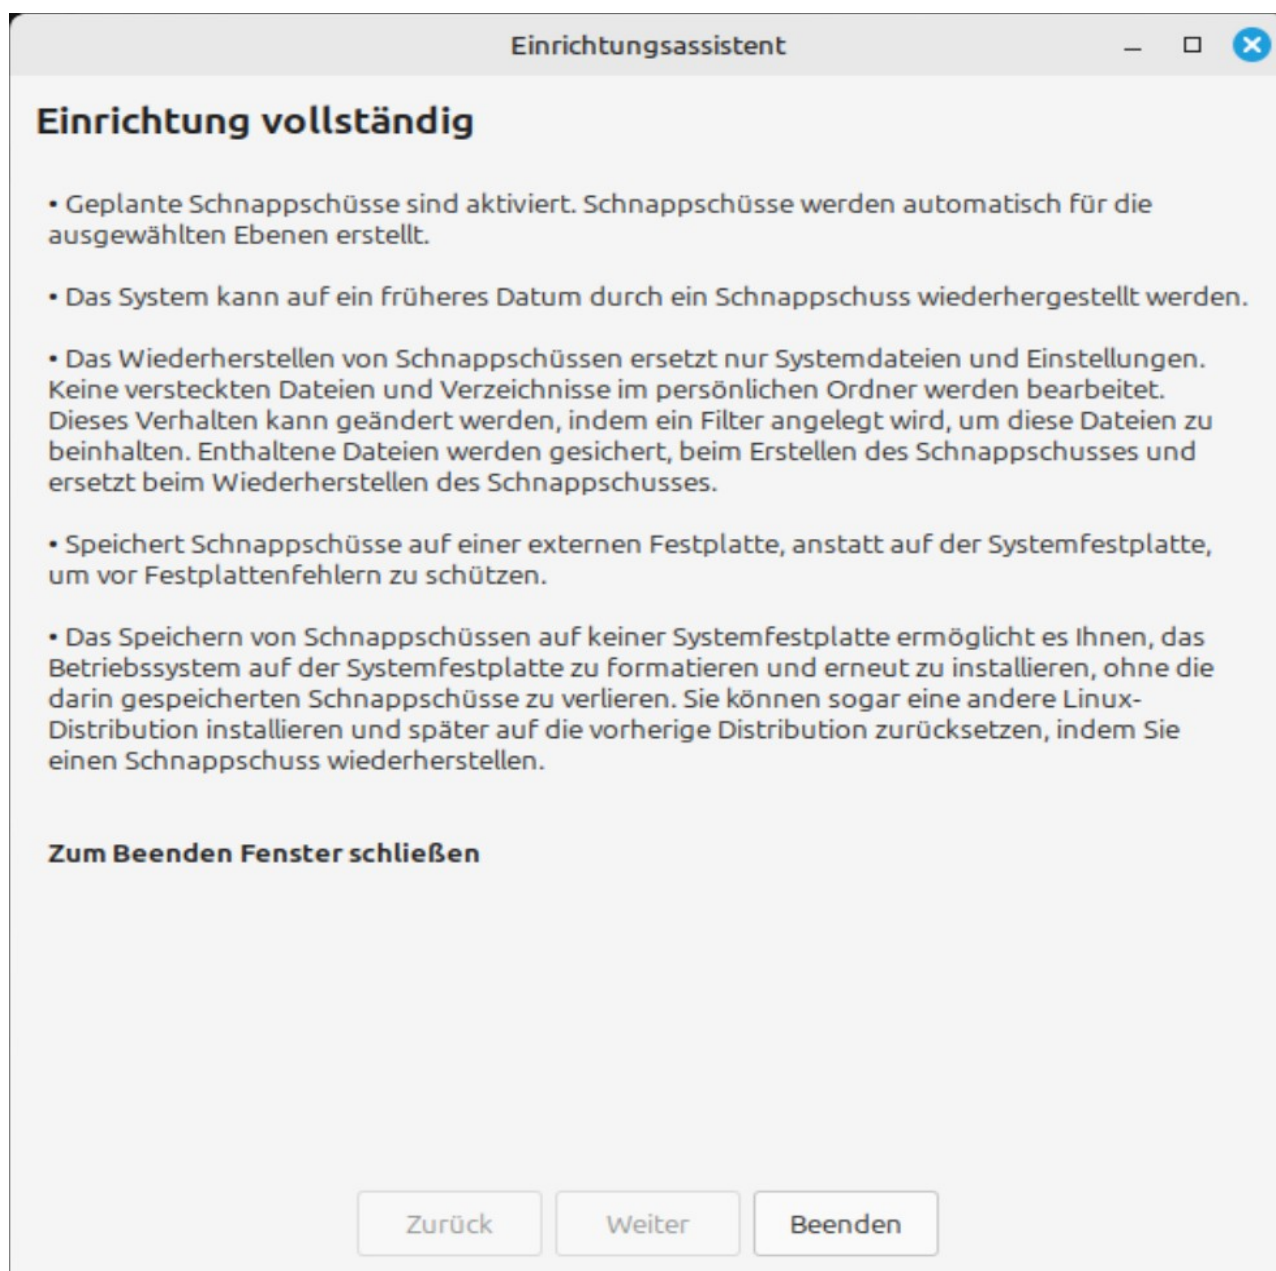 Einrichtungsassistent
Einrichtung vollständig
• Geplante Schnappschüsse sind aktiviert. Schnappschüsse werden automatisch für die
ausgewählten Ebenen erstellt.
• Das System kann auf ein früheres Datum durch ein Schnappschuss wiederhergestellt werden.
• Das Wiederherstellen von Schnappschüssen ersetzt nur Systemdateien und Einstellungen.
Keine versteckten Dateien und Verzeichnisse im persönlichen Ordner werden bearbeitet.
Dieses Verhalten kann geändert werden, indem ein Filter angelegt wird, um diese Dateien zu
beinhalten. Enthaltene Dateien werden gesichert, beim Erstellen des Schnappschusses und
ersetzt beim Wiederherstellen des Schnappschusses.
• Speichert Schnappschüsse auf einer externen Festplatte, anstatt auf der Systemfestplatte,
um vor Festplattenfehlern zu schützen.
• Das Speichern von Schnappschüssen auf keiner Systemfestplatte ermöglicht es Ihnen, das
Betriebssystem auf der Systemfestplatte zu formatieren und erneut zu installieren, ohne die
darin gespeicherten Schnappschüsse zu verlieren. Sie können sogar eine andere Linux-
Distribution installieren und später auf die vorherige Distribution zurücksetzen, indem Sie
einen Schnappschuss wiederherstellen.
Zum Beenden Fenster schließen
Zurück Weiter Beenden